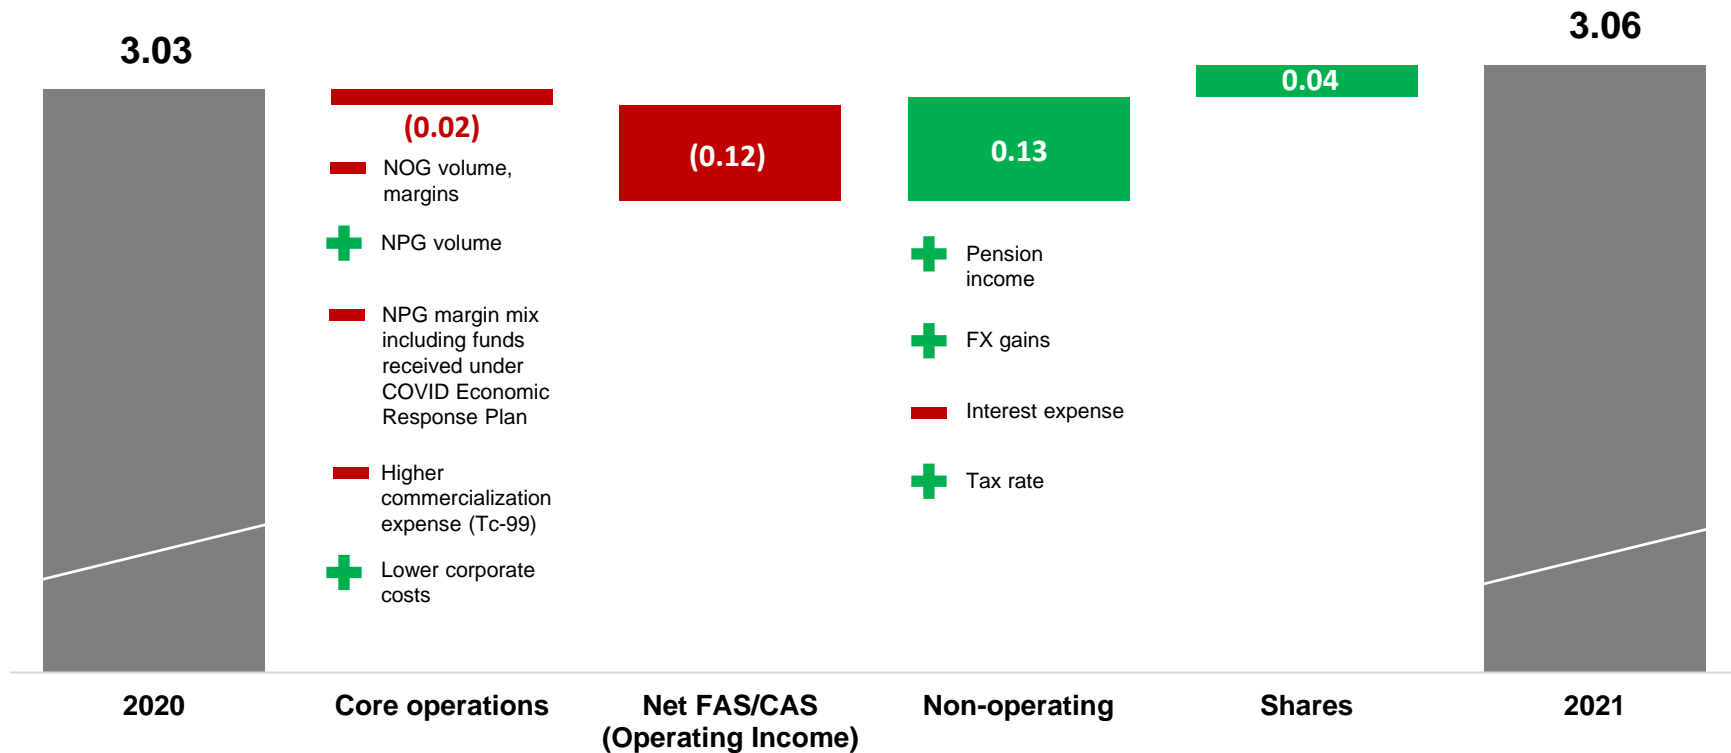 3.03
3.06
(0.02)
NOG volume,
margins
NPG volume
NPG margin mix
including funds
received under
COVID Economic
Response Plan
Higher
commercialization
expense (Tc-99)
Lower corporate
costs
(0.12)
0.13
Pension
income
FX gains
Interest expense
Tax rate
0.04
2020
Core operations
Net FAS/CAS
(Operating Income)
Non-operating
Shares
2021